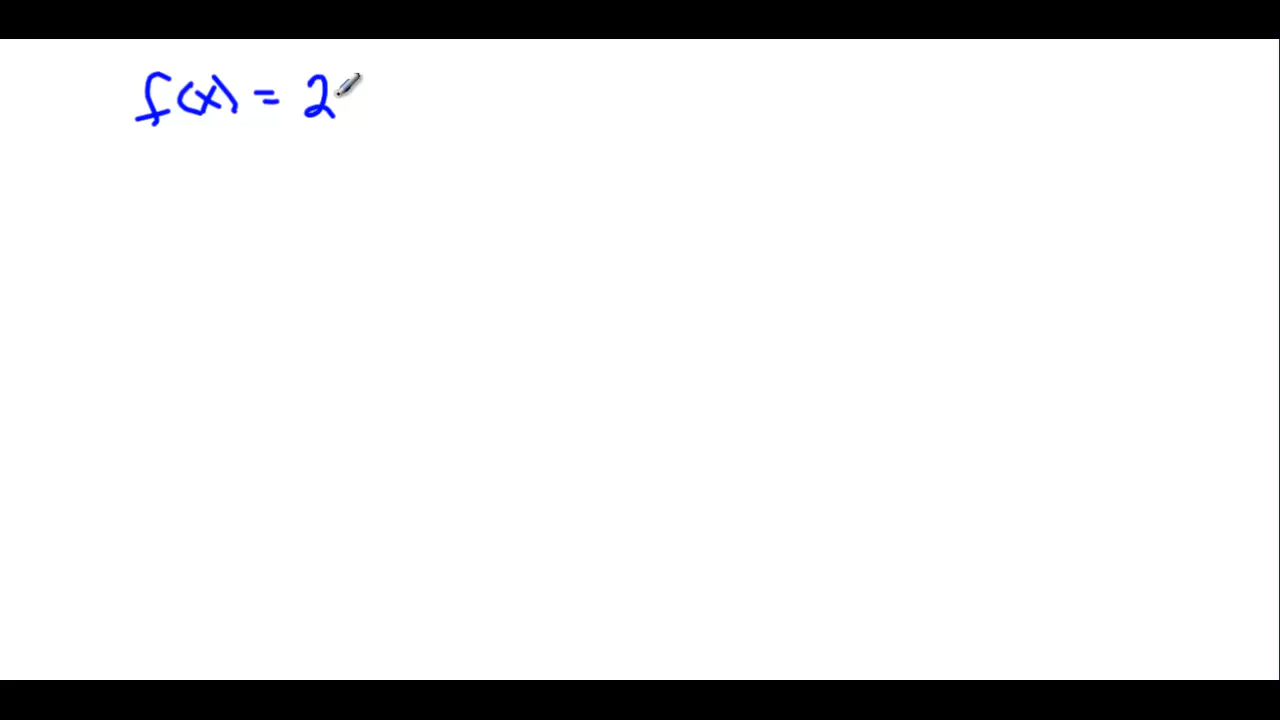 f(x) = 2